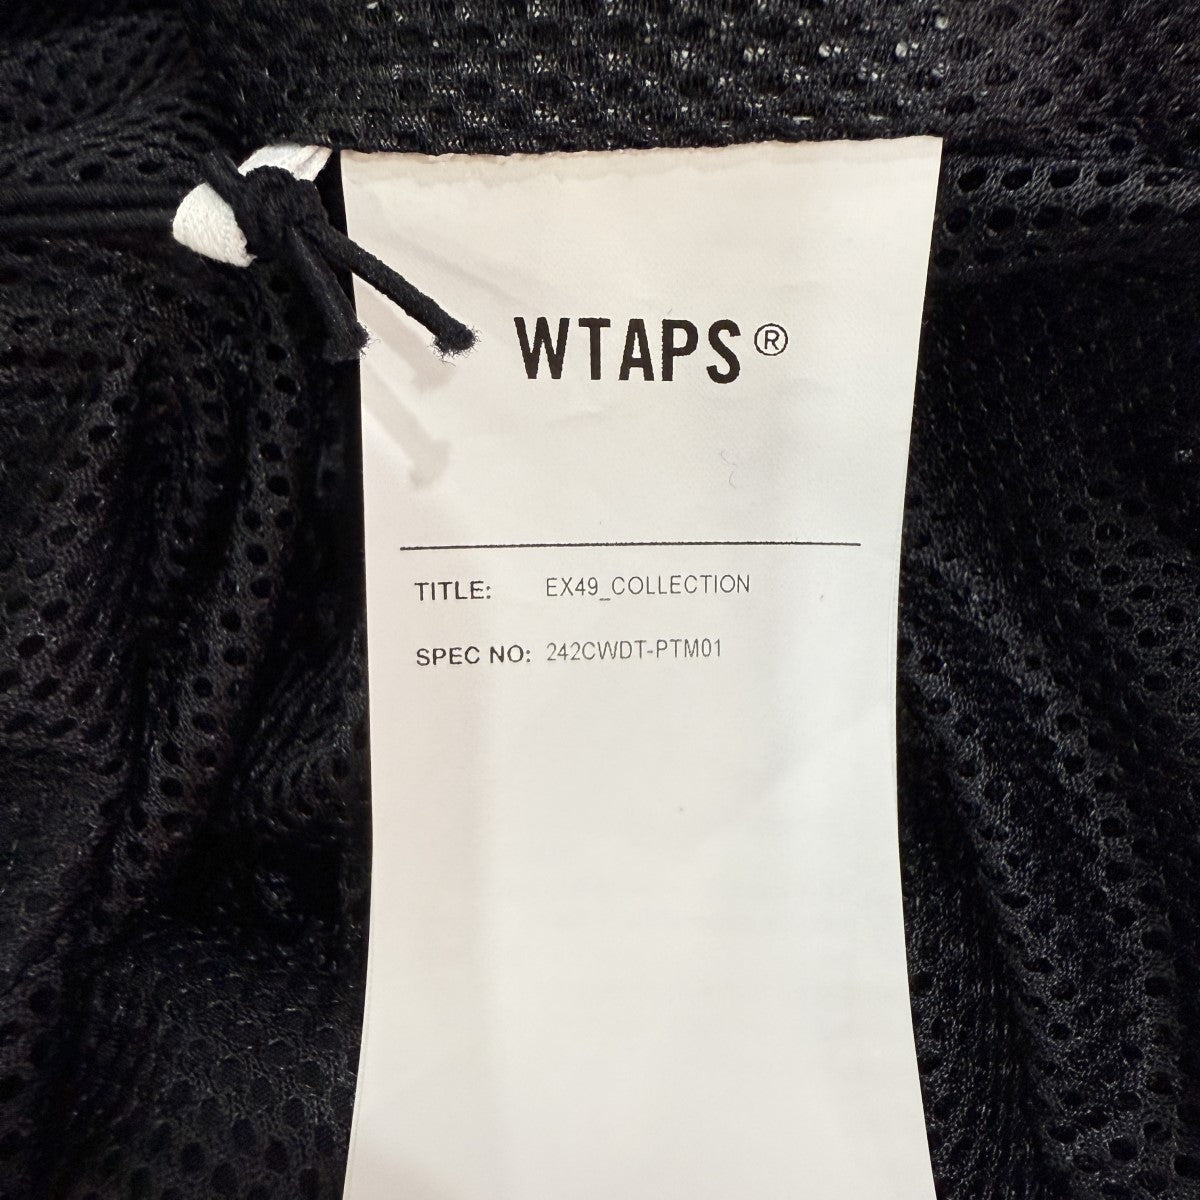 WTAPS®
TITLE: EX49_COLLECTION
SPEC NO: 242CWDT-PTM01